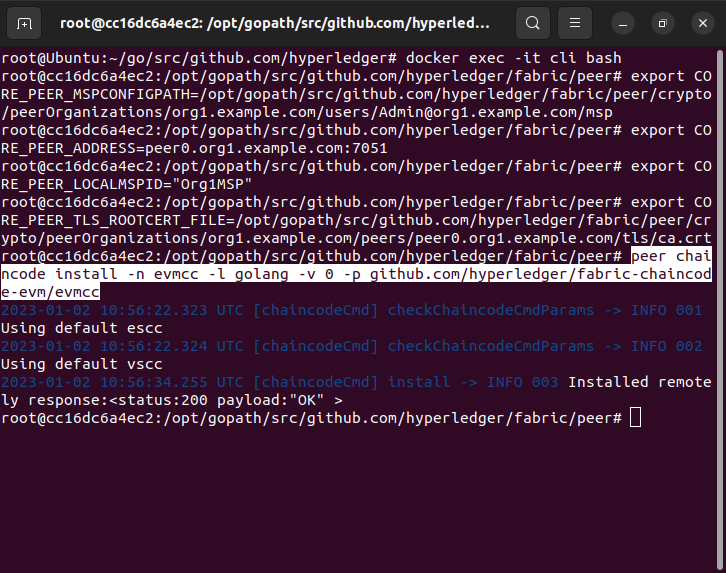 root@cc16dc6a4ec2: /opt/gopath/src/github.com/hyperled...
root@Ubuntu:~/go/src/github.com/hyperledger# docker exec -it cli bash
root@cc16dc6a4ec2:/opt/gopath/src/github.com/hyperledger/fabric/peer# export CO
RE_PEER_MSPCONFIGPATH=/opt/gopath/src/github.com/hyperledger/fabric/peer/crypto
/peerOrganizations/org1.example.com/users/Admin@org1.example.com/msp
root@cc16dc6a4ec2:/opt/gopath/src/github.com/hyperledger/fabric/peer# export CO
RE_PEER_ADDRESS=peer0.org1.example.com:7051
root@cc16dc6a4ec2:/opt/gopath/src/github.com/hyperledger/fabric/peer# export CO
RE_PEER_LOCALMSPID="Org1MSP"
root@cc16dc6a4ec2:/opt/gopath/src/github.com/hyperledger/fabric/peer# export CO
RE_PEER_TLS_ROOTCERT_FILE=/opt/gopath/src/github.com/hyperledger/fabric/peer/cr
ypto/peerOrganizations/org1.example.com/peers/peer0.org1.example.com/tls/ca.crt
root@cc16dc6a4ec2:/opt/gopath/src/github.com/hyperledger/fabric/peer# peer chai
ncode install -n evmcc -l golang -v 0 -p github.com/hyperledger/fabric-chaincod
e-evm/evmcc
2023-01-02 10:56:22.323 UTC [chaincodeCmd] checkChaincodeCmdParams -> INFO 001
Using default escc
2023-01-02 10:56:22.324 UTC [chaincodeCmd] checkChaincodeCmdParams -> INFO 002
Using default vscc
2023-01-02 10:56:34.255 UTC [chaincodeCmd] install -> INFO 003 Installed remote
ly response:<status:200 payload:"OK" >
root@cc16dc6a4ec2:/opt/gopath/src/github.com/hyperledger/fabric/peer#